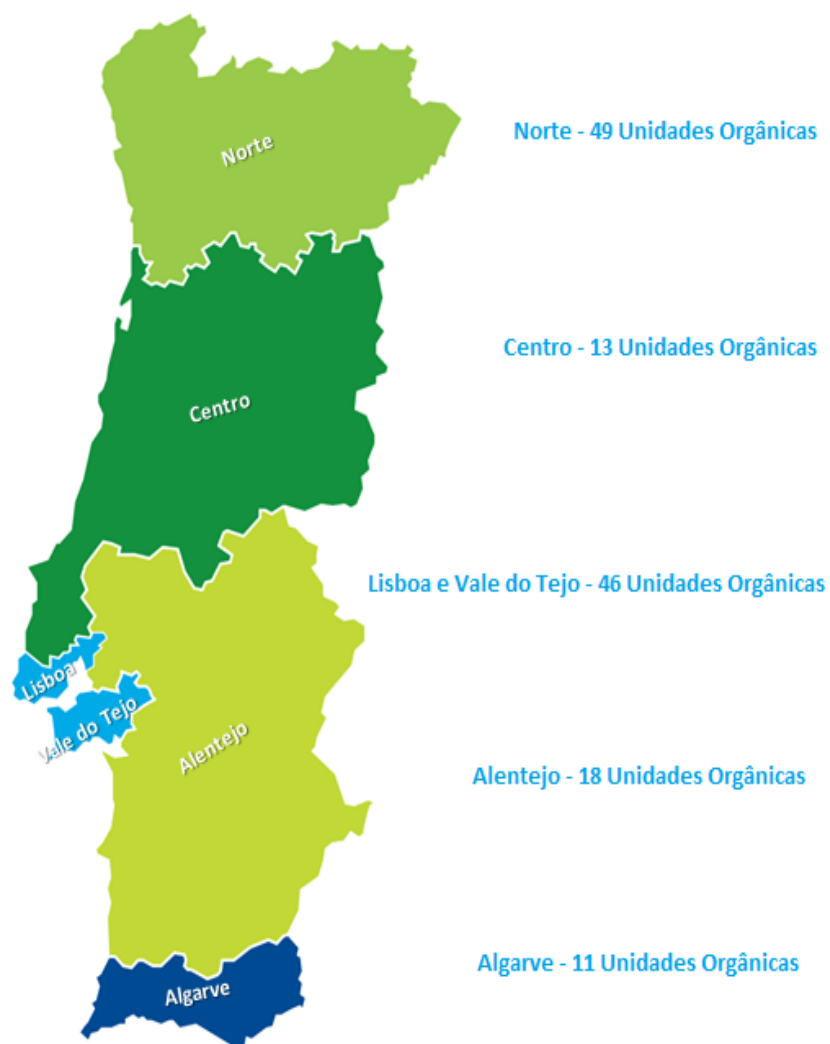 Norte
Norte - 49 Unidades Orgânicas
Centro - 13 Unidades Orgânicas
Centro
Lisboa e Vale do Tejo - 46 Unidades Orgânicas
Lisboa
Vale do Tejo
Alentejo
Alentejo - 18 Unidades Orgânicas
Algarve - 11 Unidades Orgânicas
Algarve